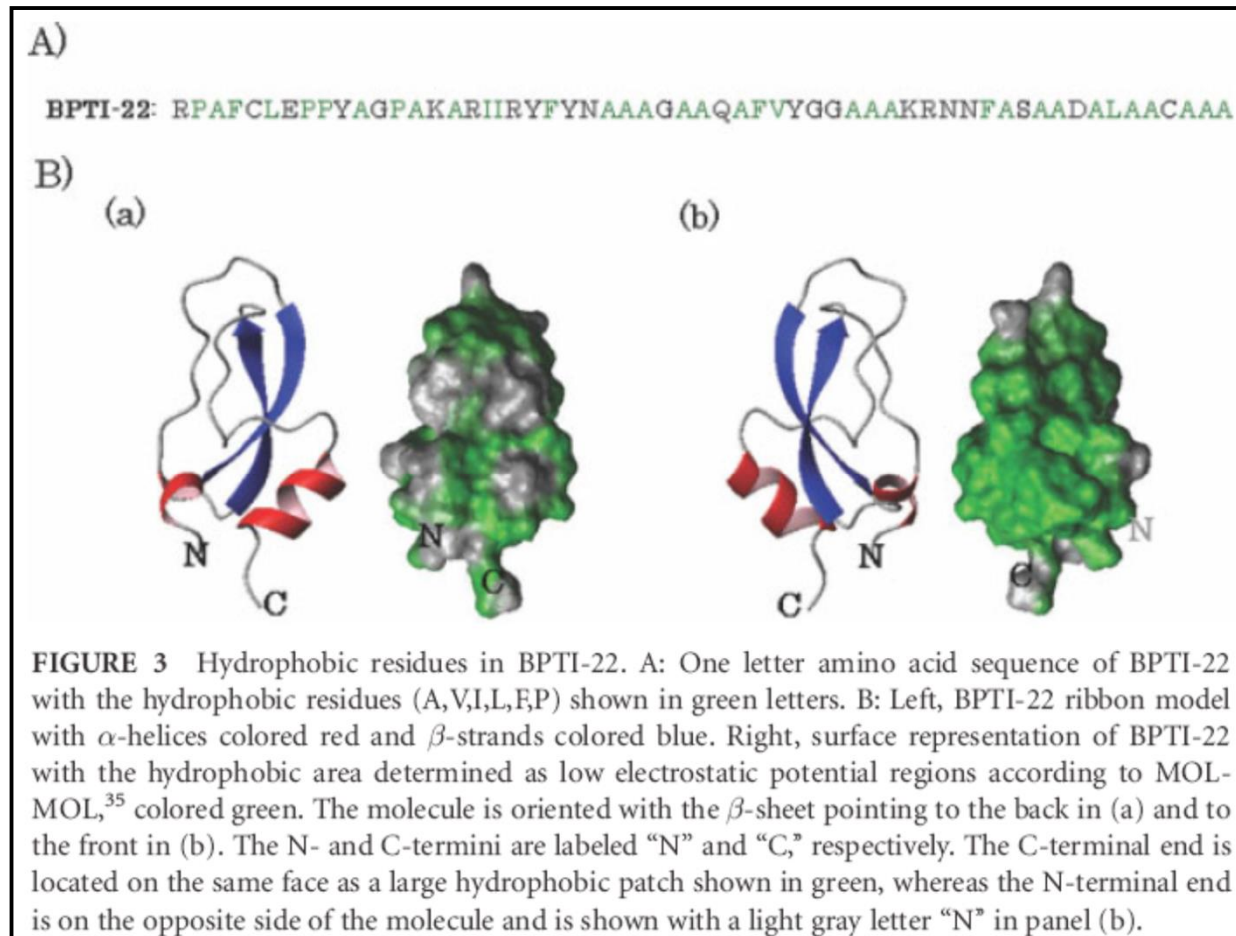 A)
BPTI-22: RPAFCLEPPYAGPAKARIIRYFYNAAAGAAQAFVYGGAAAKRNNFASAADALAACAAA
B)
(a) (b)
N C N C
N C C N
FIGURE 3 Hydrophobic residues in BPTI-22. A: One letter amino acid sequence of BPTI-22
with the hydrophobic residues (A,V,I,L,F,P) shown in green letters. B: Left, BPTI-22 ribbon model
with α-helices colored red and β-strands colored blue. Right, surface representation of BPTI-22
with the hydrophobic area determined as low electrostatic potential regions according to MOL-
MOL,³⁵ colored green. The molecule is oriented with the β-sheet pointing to the back in (a) and to
the front in (b). The N- and C-termini are labeled “N” and “C,” respectively. The C-terminal end is
located on the same face as a large hydrophobic patch shown in green, whereas the N-terminal end
is on the opposite side of the molecule and is shown with a light gray letter “N” in panel (b).